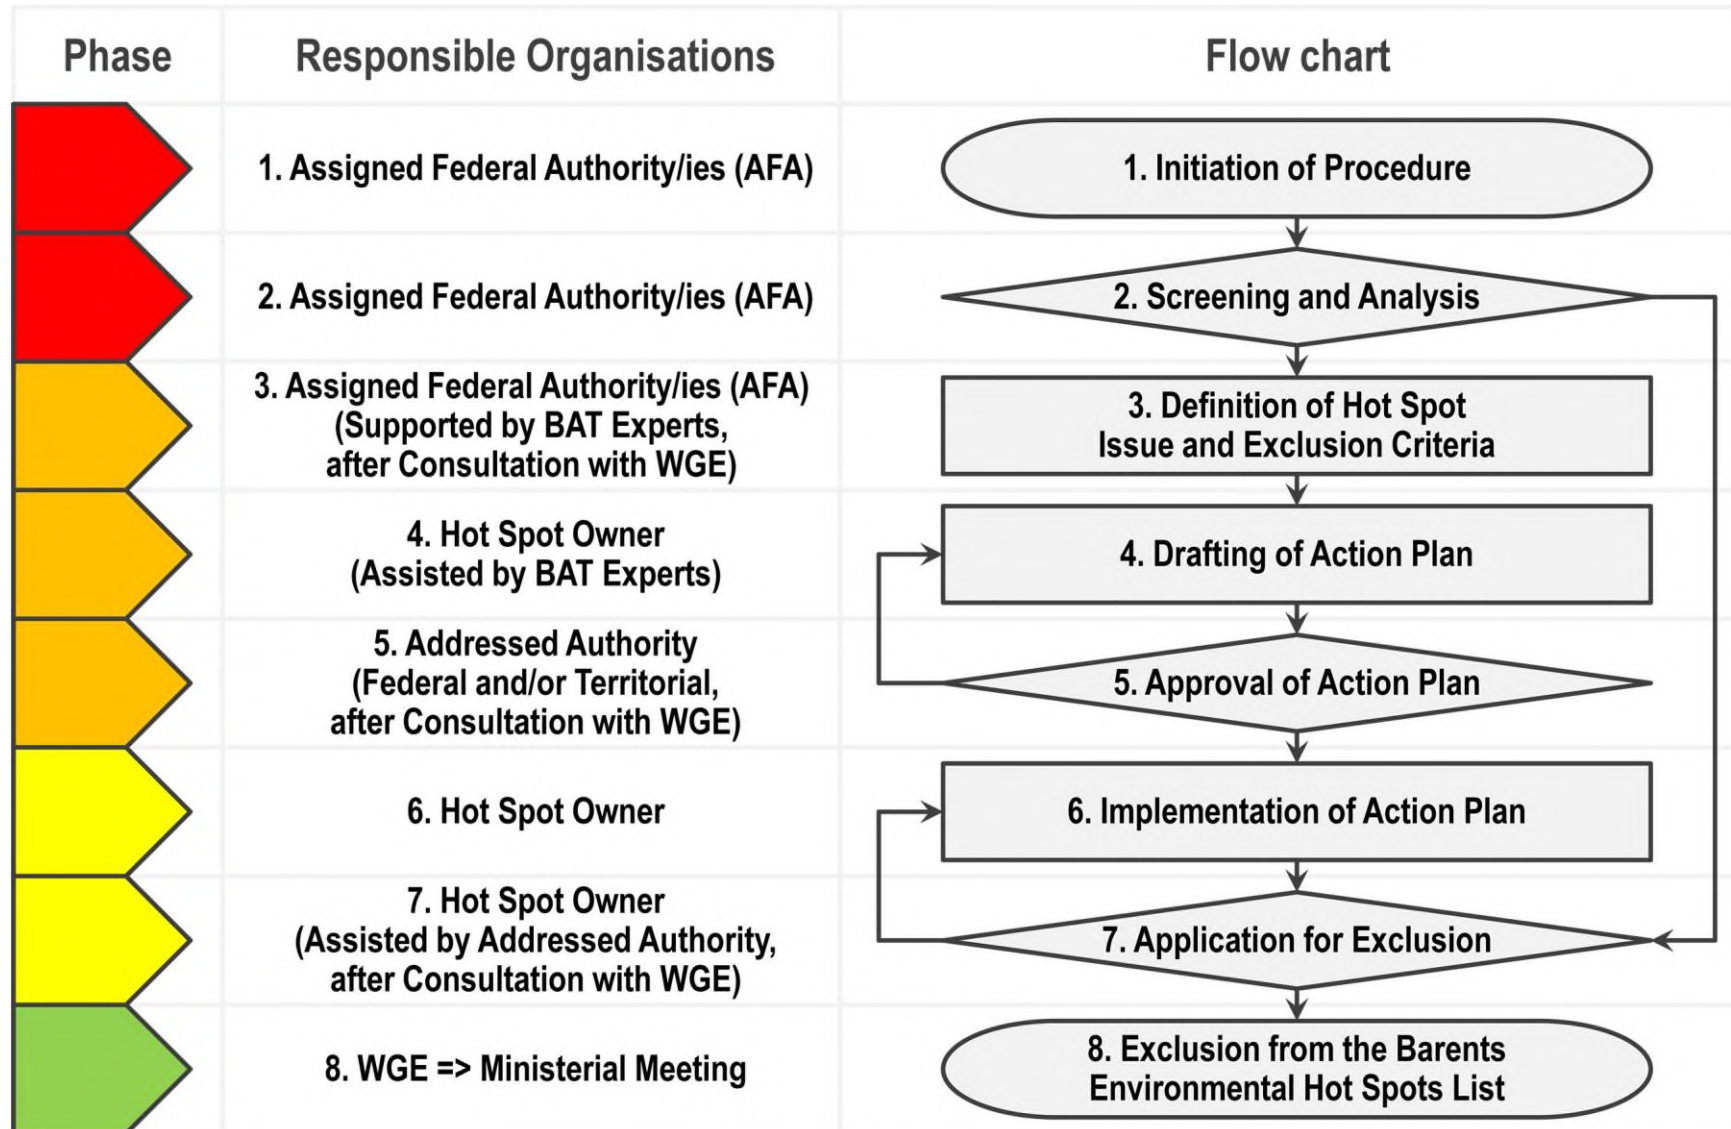 Phase
Responsible Organisations
Flow chart
1. Assigned Federal Authority/ies (AFA)
1. Initiation of Procedure
2. Assigned Federal Authority/ies (AFA)
2. Screening and Analysis
3. Assigned Federal Authority/ies (AFA)
(Supported by BAT Experts,
after Consultation with WGE)
3. Definition of Hot Spot
Issue and Exclusion Criteria
4. Hot Spot Owner
(Assisted by BAT Experts)
4. Drafting of Action Plan
5. Addressed Authority
(Federal and/or Territorial,
after Consultation with WGE)
5. Approval of Action Plan
6. Hot Spot Owner
6. Implementation of Action Plan
7. Hot Spot Owner
(Assisted by Addressed Authority,
after Consultation with WGE)
7. Application for Exclusion
8. WGE => Ministerial Meeting
8. Exclusion from the Barents
Environmental Hot Spots List